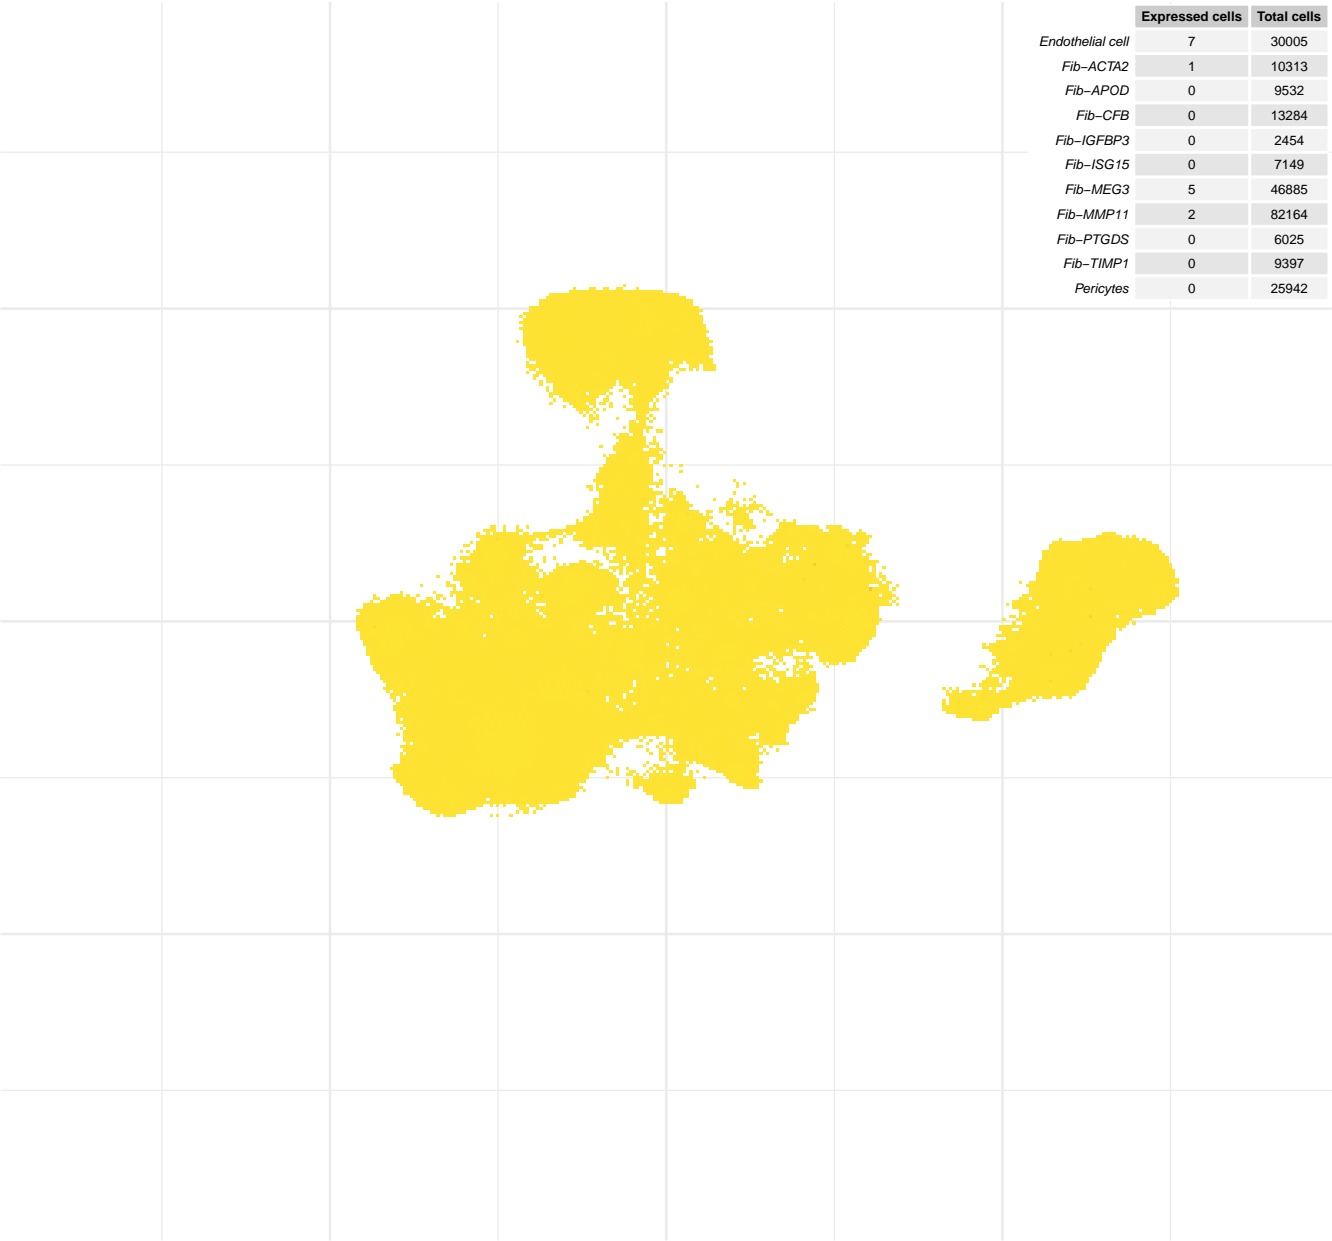 Expressed cells Total cells
Endothelial cell 7 30005
Fib−ACTA2 1 10313
Fib−APOD 0 9532
Fib−CFB 0 13284
Fib−IGFBP3 0 2454
Fib−ISG15 0 7149
Fib−MEG3 5 46885
Fib−MMP11 2 82164
Fib−PTGDS 0 6025
Fib−TIMP1 0 9397
Pericytes 0 25942